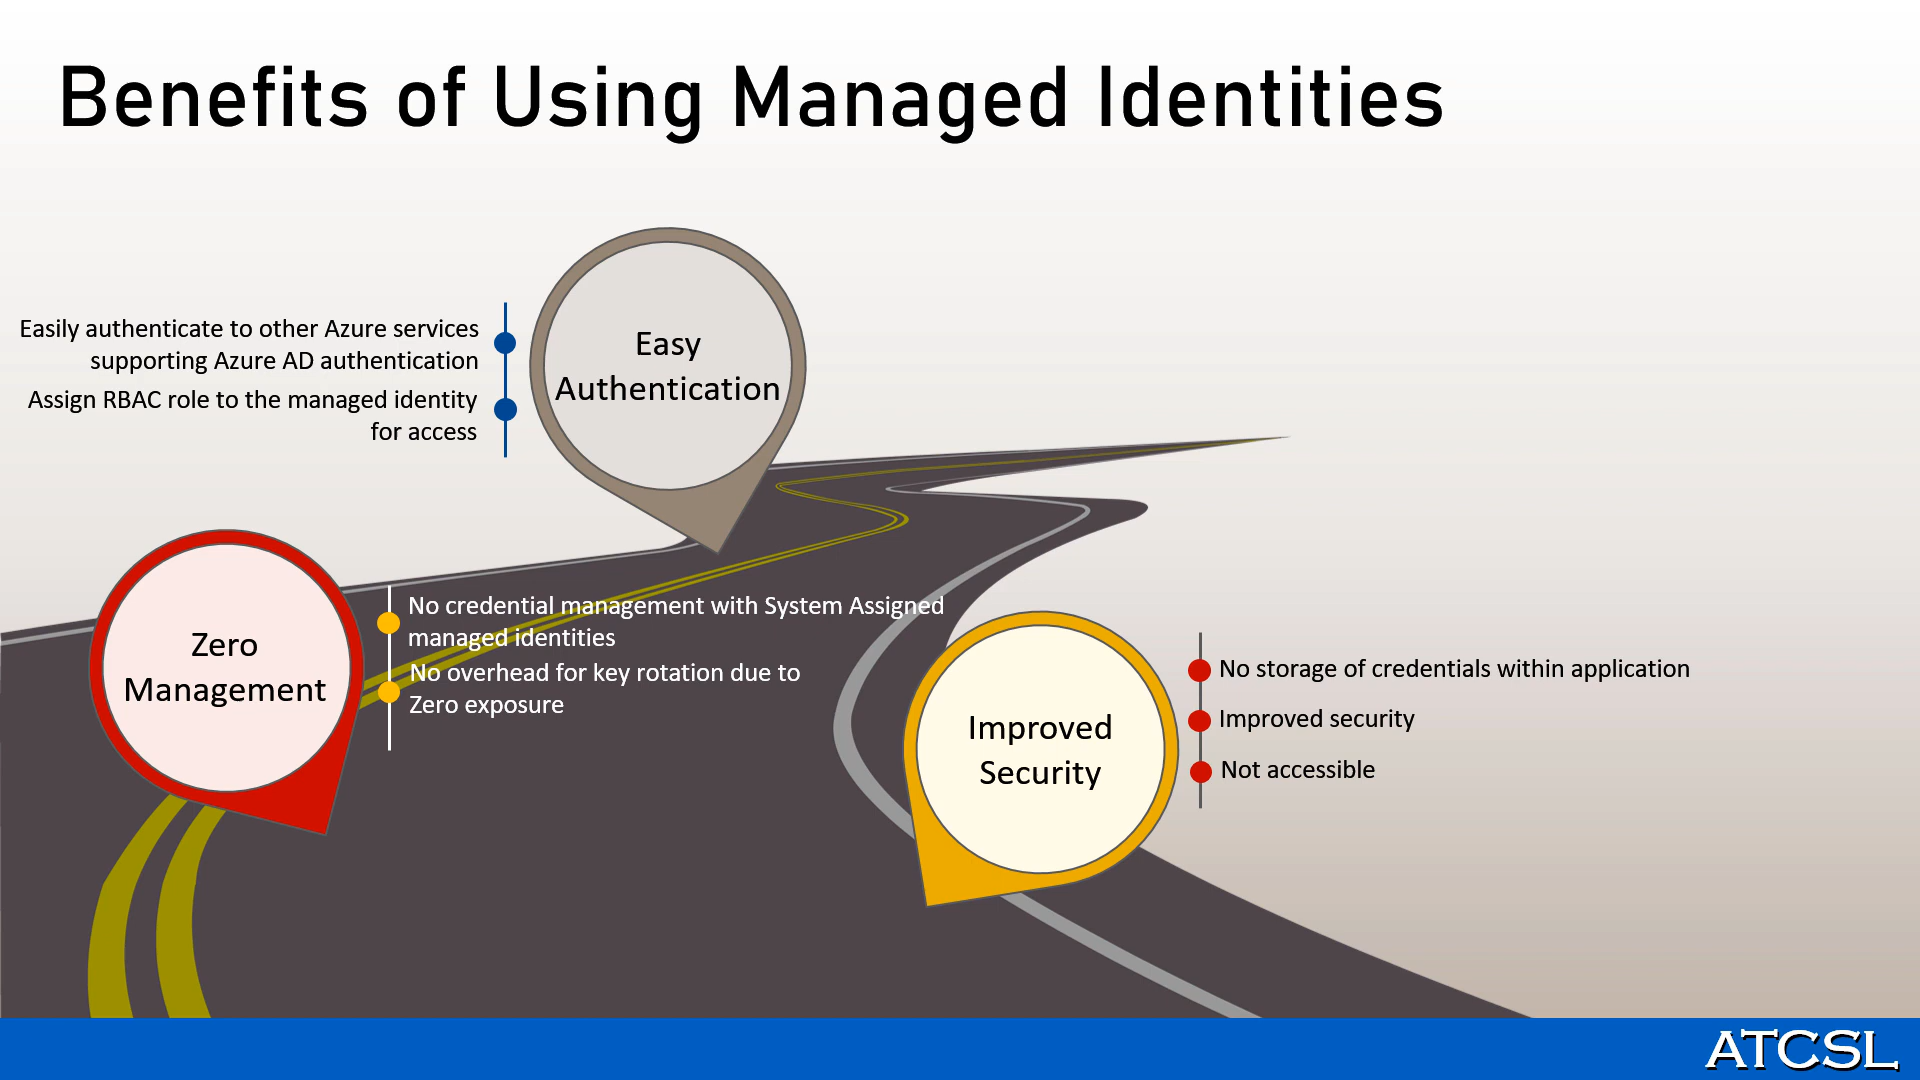 Benefits of Using Managed Identities
Easy
Authentication
Easily authenticate to other Azure services
supporting Azure AD authentication
Assign RBAC role to the managed identity
for access
Zero
Management
No credential management with System Assigned
managed identities
No overhead for key rotation due to
Zero exposure
Improved
Security
No storage of credentials within application
Improved security
Not accessible
ATCSL